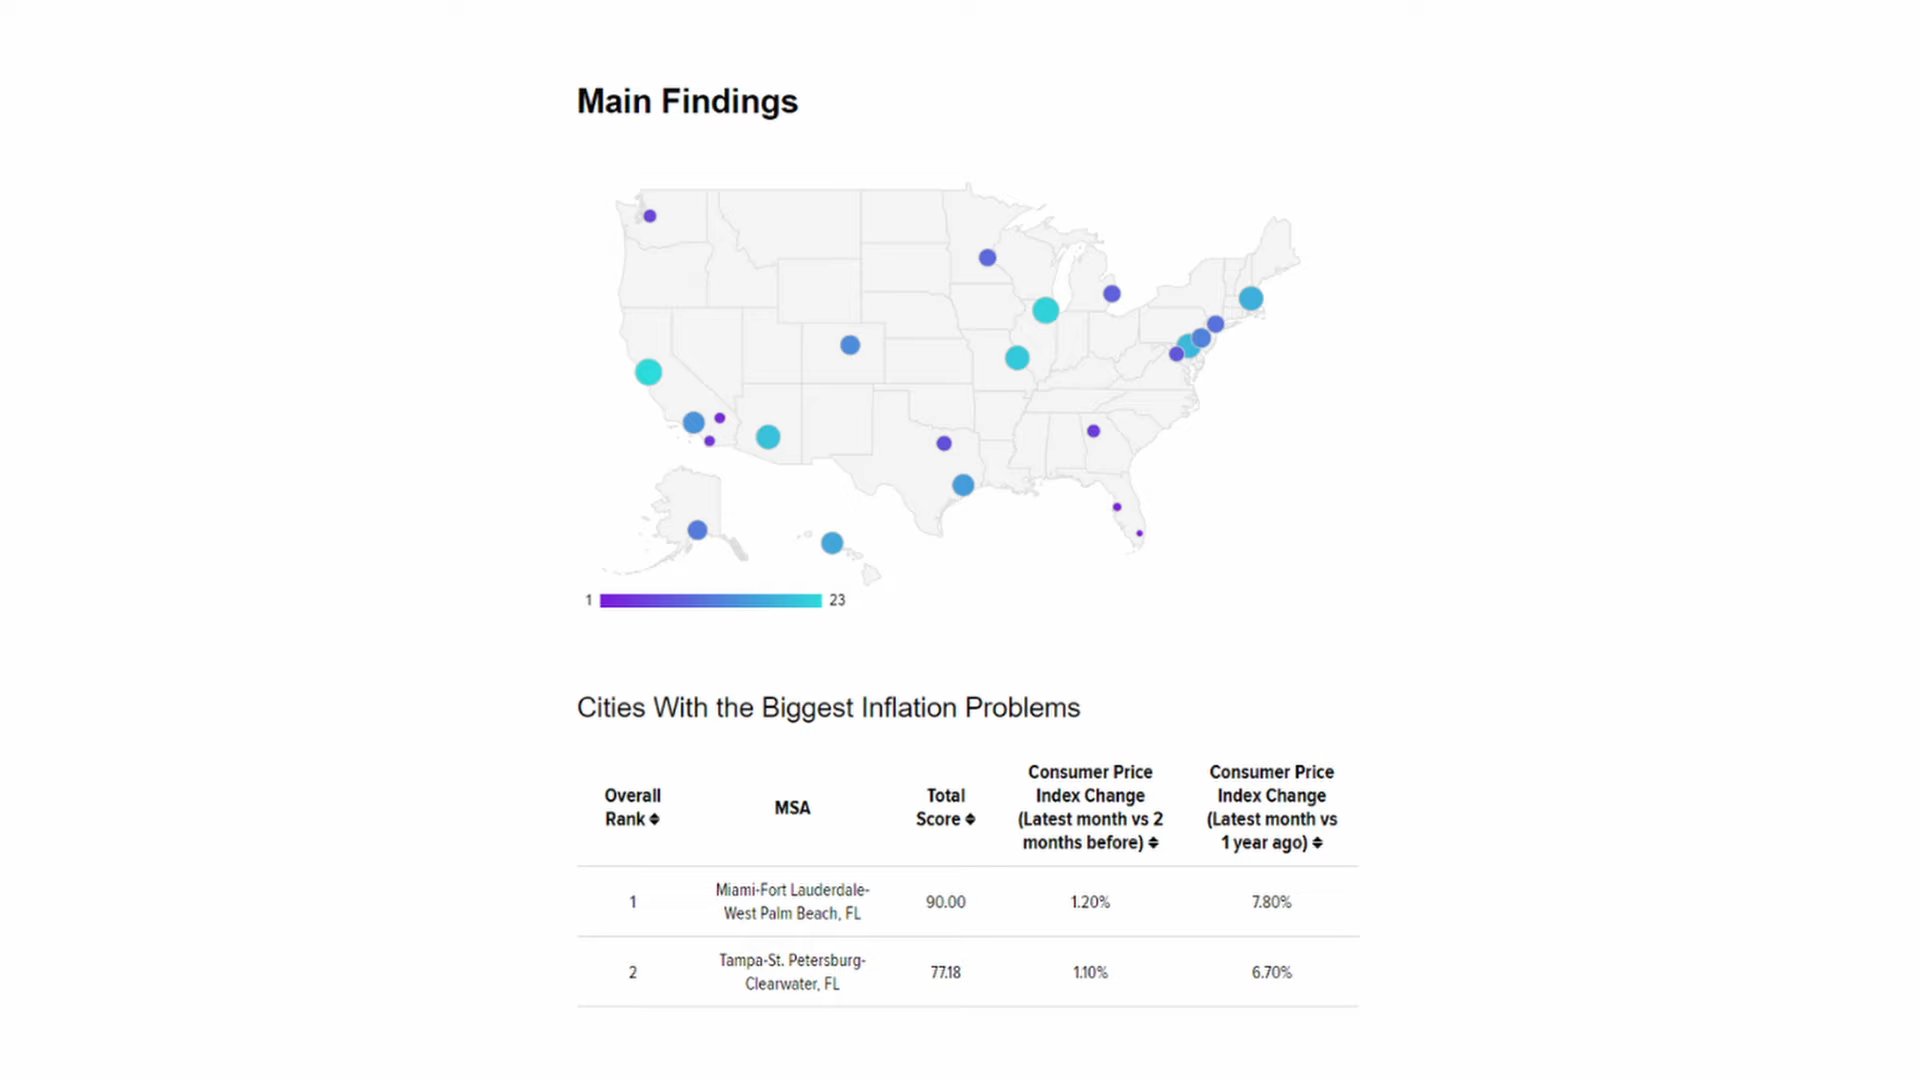 Main Findings
1 23
Cities With the Biggest Inflation Problems
Overall
Rank
MSA
Total
Score
Consumer Price
Index Change
(Latest month vs 2
months before)
Consumer Price
Index Change
(Latest month vs
1 year ago)
1
Miami-Fort Lauderdale-
West Palm Beach, FL
90.00
1.20%
7.80%
2
Tampa-St. Petersburg-
Clearwater, FL
77.18
1.10%
6.70%